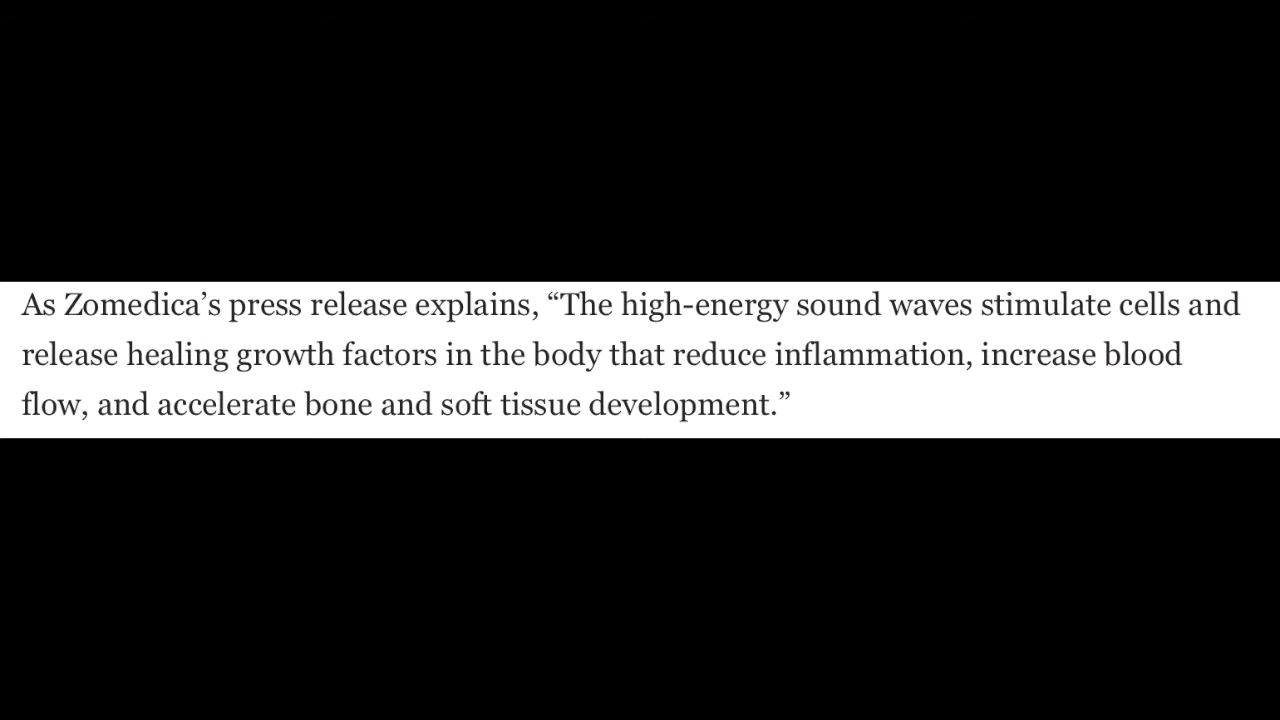 As Zomedica’s press release explains, “The high-energy sound waves stimulate cells and
release healing growth factors in the body that reduce inflammation, increase blood
flow, and accelerate bone and soft tissue development.”